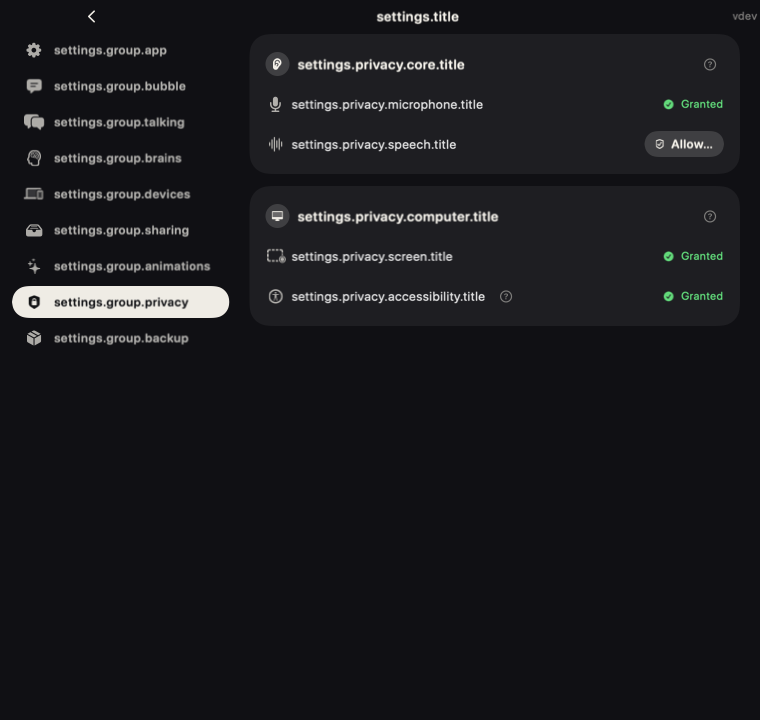 settings.title
vdev
settings.group.app
settings.group.bubble
settings.group.talking
settings.group.brains
settings.group.devices
settings.group.sharing
settings.group.animations
settings.group.privacy
settings.group.backup
settings.privacy.core.title
settings.privacy.microphone.title
Granted
settings.privacy.speech.title
Allow...
settings.privacy.computer.title
settings.privacy.screen.title
Granted
settings.privacy.accessibility.title
Granted